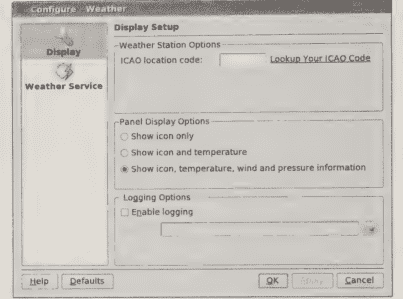 Configure Weather
Display
Weather Service
Display Setup
Weather Station Options
ICAO location code:
Lookup Your ICAO Code
Panel Display Options
Show icon only
Show icon and temperature
Show icon, temperature, wind and pressure information
Logging Options
Enable logging
Help
Defaults
OK
Apply
Cancel